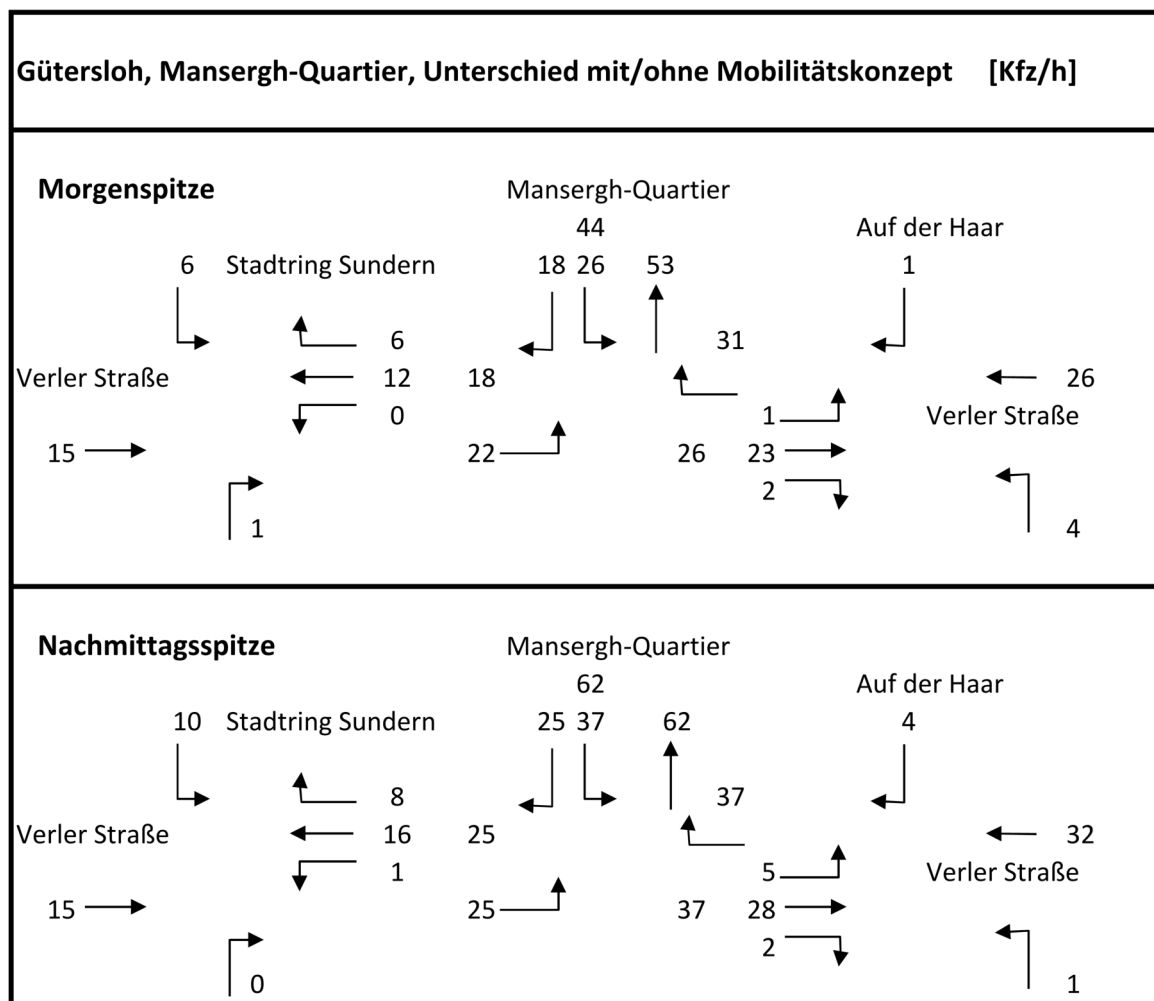 Gütersloh, Mansergh-Quartier, Unterschied mit/ohne Mobilitätskonzept [Kfz/h]
Morgenspitze Mansergh-Quartier
44 Auf der Haar
6 Stadtring Sundern 18 26 53 1
6 31
Verler Straße 12 18 26
0 1 Verler Straße
15 22 26 23
2
1 4
Nachmittagsspitze Mansergh-Quartier
62 Auf der Haar
10 Stadtring Sundern 25 37 62 4
8 37
Verler Straße 16 25 32
1 5 Verler Straße
15 25 37 28
2
0 1